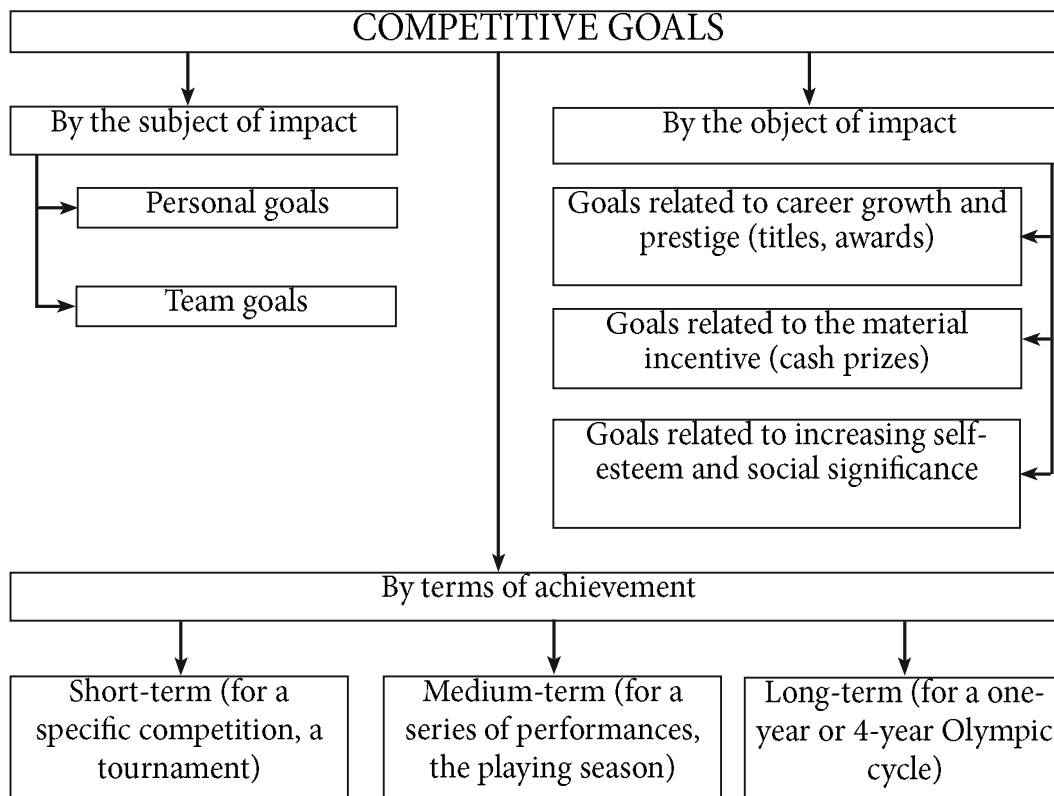 COMPETITIVE GOALS
By the subject of impact
Personal goals
Team goals
By the object of impact
Goals related to career growth and
prestige (titles, awards)
Goals related to the material
incentive (cash prizes)
Goals related to increasing self-
esteem and social significance
By terms of achievement
Short-term (for a
specific competition, a
tournament)
Medium-term (for a
series of performances,
the playing season)
Long-term (for a one-
year or 4-year Olympic
cycle)